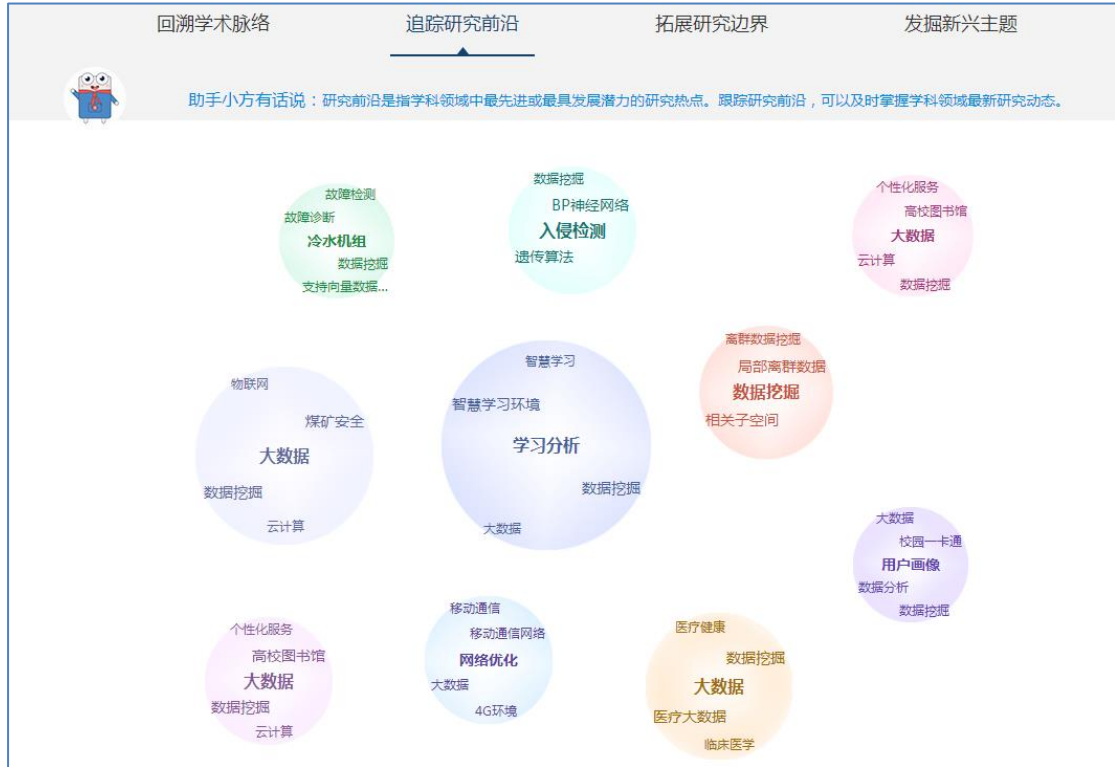 回溯学术脉络
追踪研究前沿
拓展研究边界
发掘新兴主题
助手小方有话说：研究前沿是指学科领域中最先进或最具发展潜力的研究热点。跟踪研究前沿，可以及时掌握学科领域最新研究动态。
故障检测
故障诊断
冷水机组
数据挖掘
支持向量数据...
数据挖掘
BP神经网络
入侵检测
遗传算法
个性化服务
高校图书馆
大数据
云计算
数据挖掘
物联网
煤矿安全
大数据
数据挖掘
云计算
智慧学习
智慧学习环境
学习分析
数据挖掘
大数据
离群数据挖掘
局部离群数据
数据挖掘
相关子空间
大数据
校园一卡通
用户画像
数据分析
数据挖掘
个性化服务
高校图书馆
大数据
数据挖掘
云计算
移动通信
移动通信网络
网络优化
大数据
4G环境
医疗健康
数据挖掘
大数据
医疗大数据
临床医学